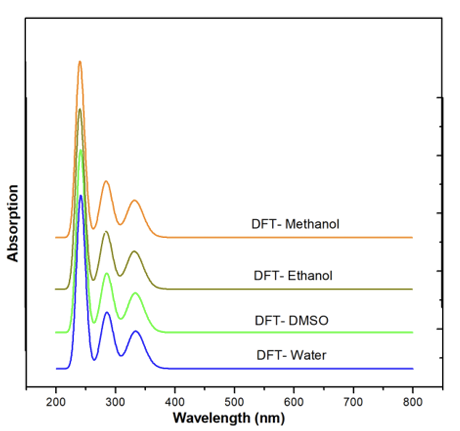 Absorption
DFT- Methanol
DFT- Ethanol
DFT- DMSO
DFT- Water
200 300 400 500 600 700 800
Wavelength (nm)